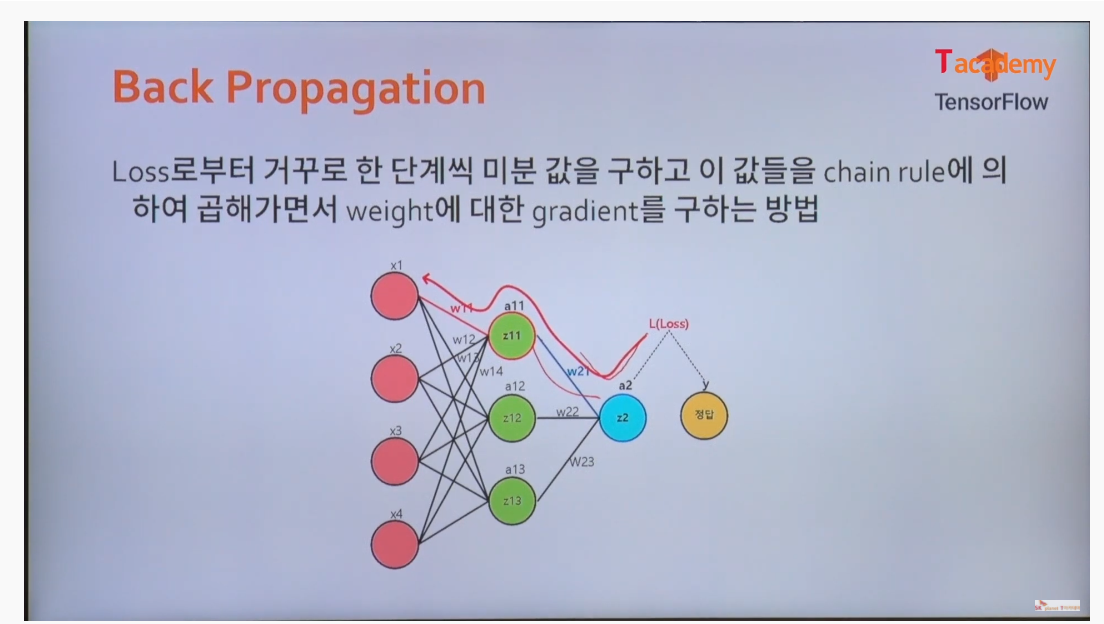 Back Propagation
T academy
TensorFlow
Loss로부터 거꾸로 한 단계씩 미분 값을 구하고 이 값들을 chain rule에 의
하여 곱해가면서 weight에 대한 gradient를 구하는 방법
x1
w11
a11
z11
L(Loss)
w12
w13
w14
x2
w21
a12
a2
y
z12
w22
z2
정답
x3
W23
a13
z13
x4